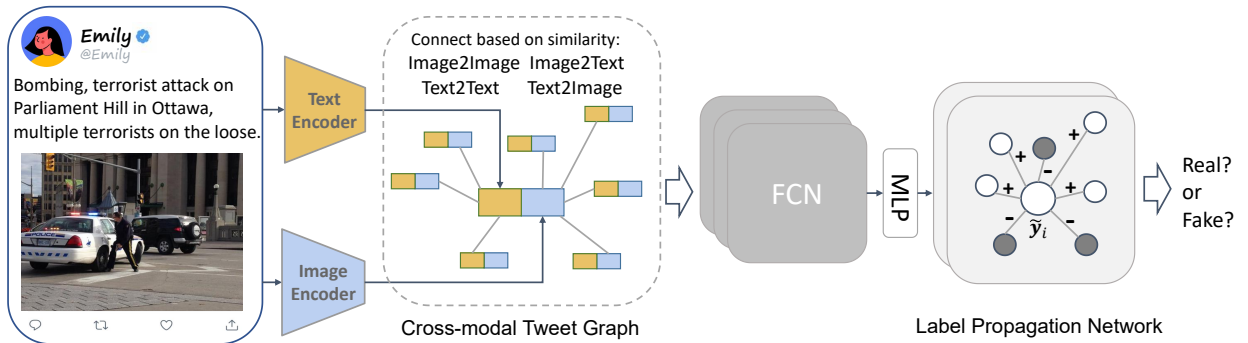 Emily
@Emily
Bombing, terrorist attack on
Parliament Hill in Ottawa,
multiple terrorists on the loose.
Text
Encoder
Image
Encoder
Connect based on similarity:
Image2Image Image2Text
Text2Text Text2Image
Cross-modal Tweet Graph
FCN
MLP
+
-
+
+
+
-
-
ỹᵢ
Label Propagation Network
Real?
or
Fake?